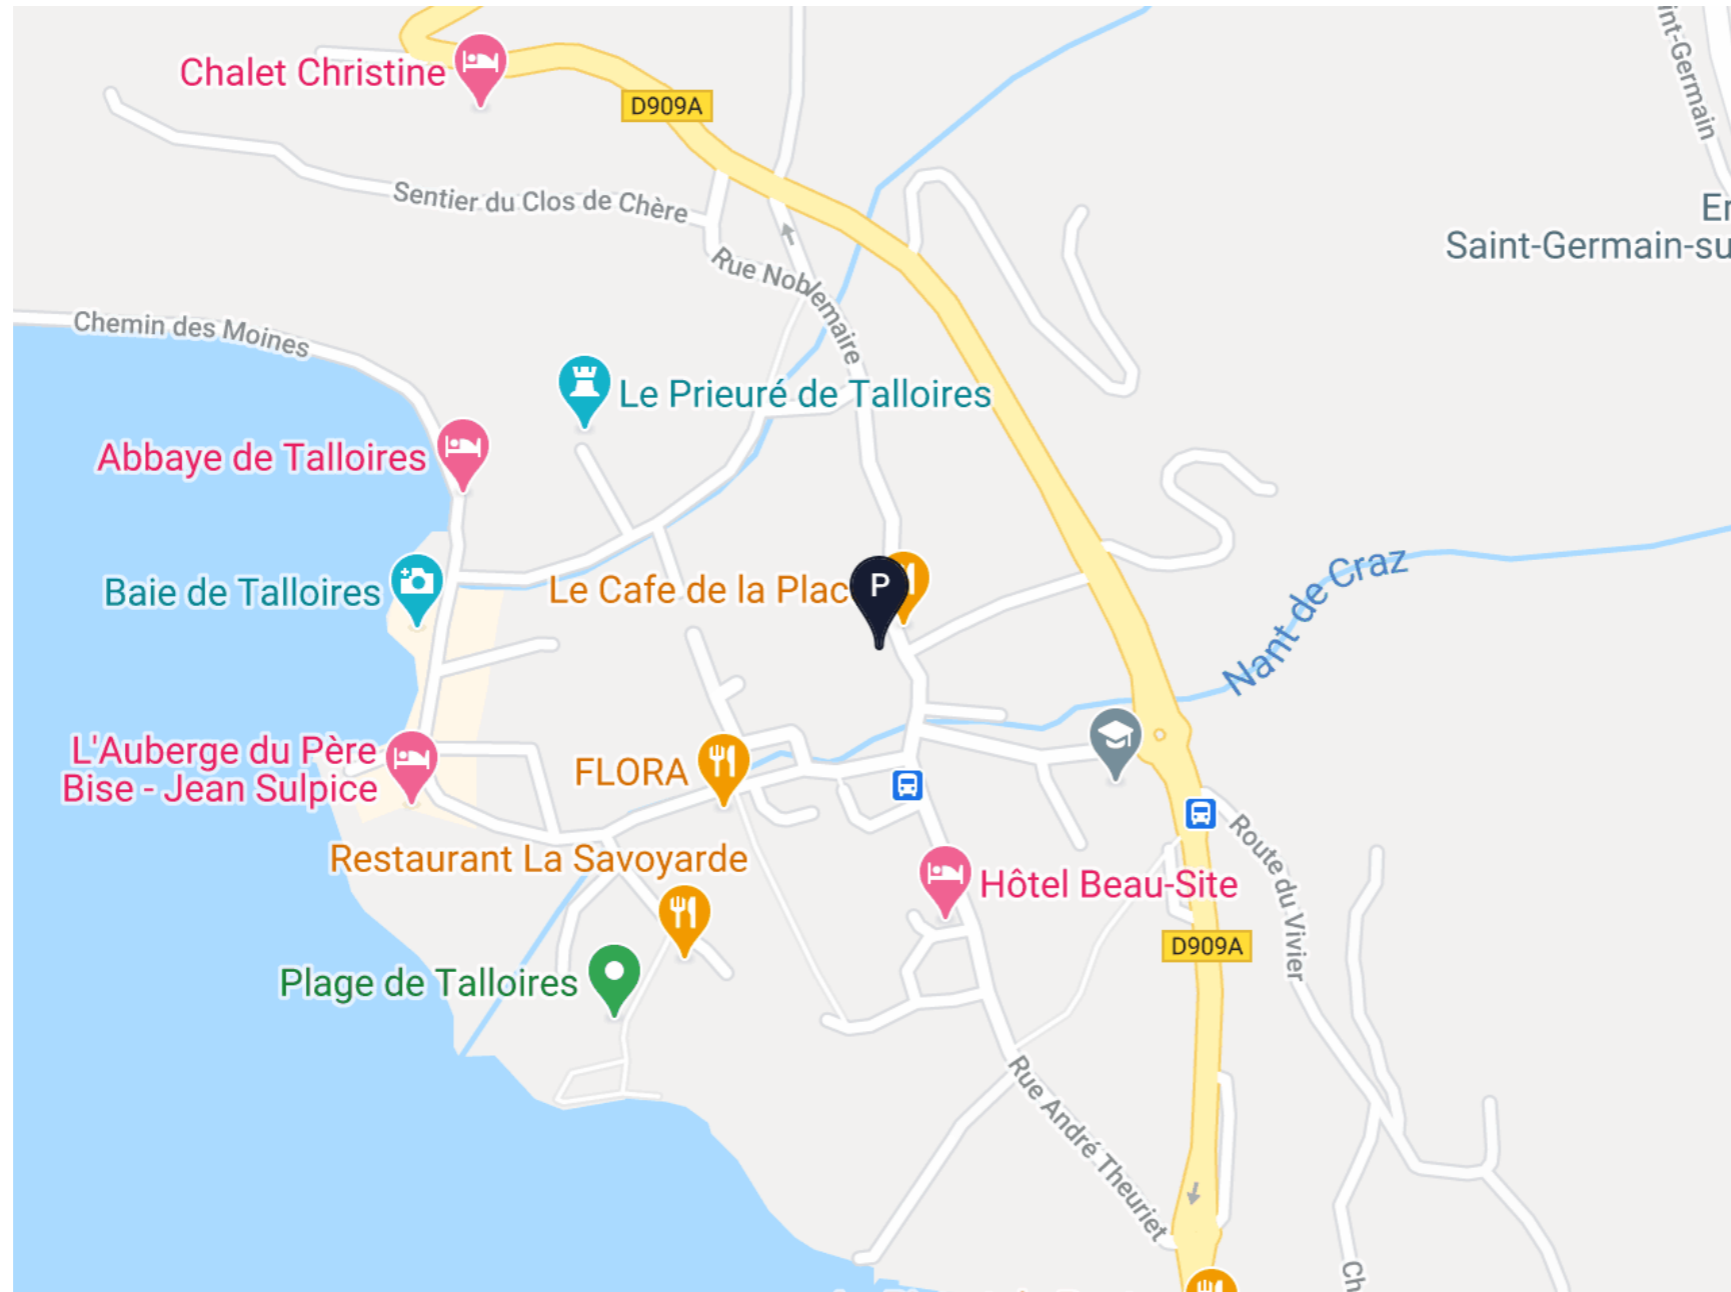 Chalet Christine
D909A
int-Germain
Sentier du Clos de Chère
Saint-Germain-su
Rue Noblemaire
Chemin des Moines
Le Prieuré de Talloires
Abbaye de Talloires
Baie de Talloires
Le Cafe de la Plac
P
Nant de Craz
L'Auberge du Père
Bise - Jean Sulpice
FLORA
Route du Vivier
Restaurant La Savoyarde
Hôtel Beau-Site
D909A
Plage de Talloires
Rue André Theuriet
Ch